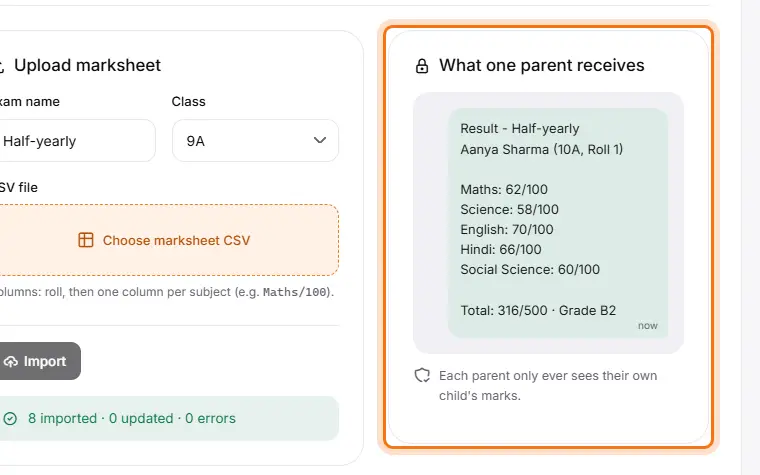 Upload marksheet
xam name
Class
Half-yearly
9A
SV file
Choose marksheet CSV
olumns: roll, then one column per subject (e.g. Maths/100).
Import
8 imported · 0 updated · 0 errors
What one parent receives
Result - Half-yearly
Aanya Sharma (10A, Roll 1)
Maths: 62/100
Science: 58/100
English: 70/100
Hindi: 66/100
Social Science: 60/100
Total: 316/500 · Grade B2
now
Each parent only ever sees their own
child's marks.